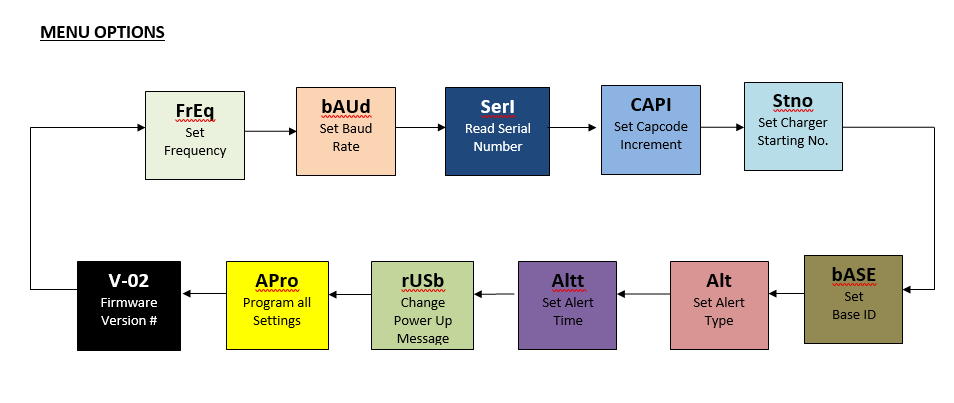 MENU OPTIONS
FrEq
Set
Frequency
bAUd
Set Baud
Rate
SerI
Read Serial
Number
CAPI
Set Capcode
Increment
Stno
Set Charger
Starting No.
V-02
Firmware
Version #
APro
Program all
Settings
rUSb
Change
Power Up
Message
Altt
Set Alert
Time
Alt
Set Alert
Type
bASE
Set
Base ID